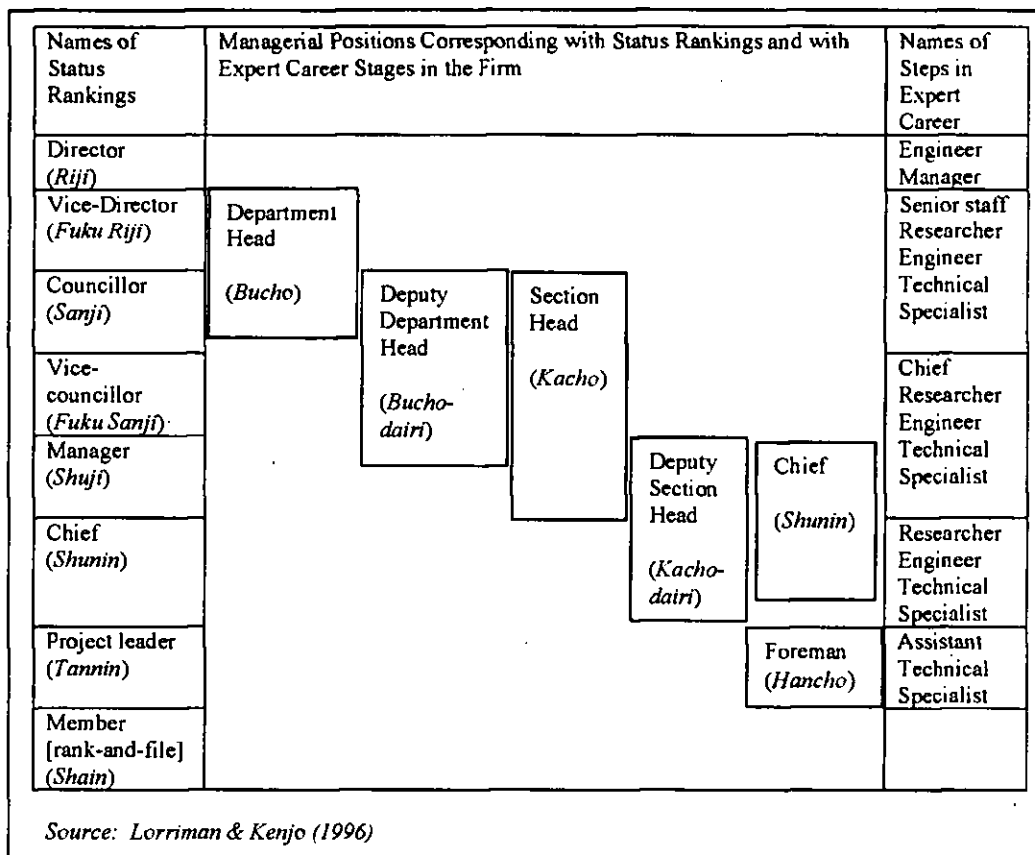 Names of
Status
Rankings
Managerial Positions Corresponding with Status Rankings and with
Expert Career Stages in the Firm
Names of
Steps in
Expert
Career
Director
(Riji)
Engineer
Manager
Vice-Director
(Fuku Riji)
Department
Head
(Bucho)
Senior staff
Researcher
Engineer
Technical
Specialist
Councillor
(Sanji)
Deputy
Department
Head
(Bucho-
dairi)
Section
Head
(Kacho)
Vice-
councillor
(Fuku Sanji)
Chief
Researcher
Engineer
Technical
Specialist
Manager
(Shuji)
Deputy
Section
Head
(Kacho-
dairi)
Chief
(Shunin)
Chief
(Shunin)
Researcher
Engineer
Technical
Specialist
Project leader
(Tannin)
Foreman
(Hancho)
Assistant
Technical
Specialist
Member
[rank-and-file]
(Shain)
Source: Lorriman & Kenjo (1996)